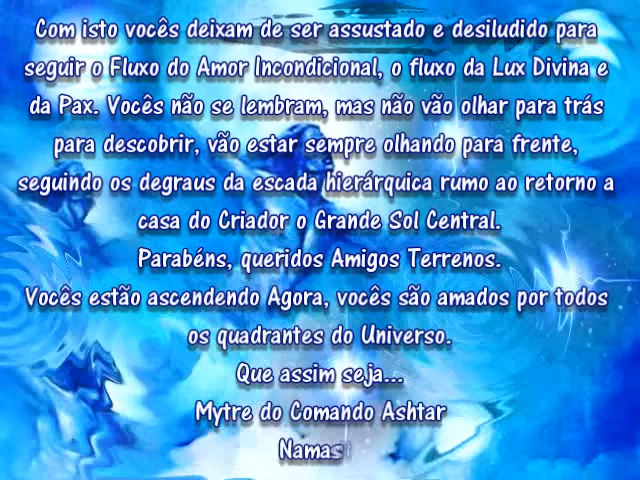 Com isto vocês deixam de ser assustado e desiludido para
seguir o Fluxo do Amor Incondicional, o fluxo da Lux Divina e
da Pax. Vocês não se lembram, mas não vão olhar para trás
para descobrir, vão estar sempre olhando para frente,
seguindo os degraus da escada hierárquica rumo ao retorno a
casa do Criador o Grande Sol Central.
Parabéns, queridos Amigos Terrenos.
Vocês estão ascendendo Agora, vocês são amados por todos
os quadrantes do Universo.
Que assim seja...
Mytre do Comando Ashtar
Namas